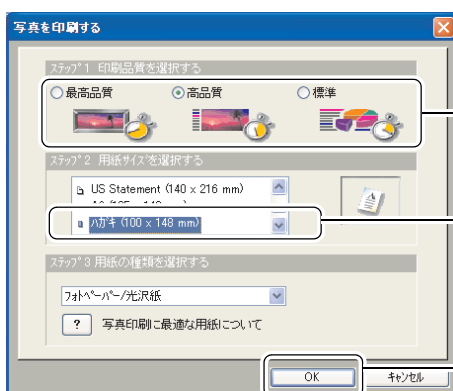 写真を印刷する
ステップ1 印刷品質を選択する
最高品質 高品質 標準
ステップ2 用紙サイズを選択する
US Statement (140 x 216 mm)
ハガキ (100 x 148 mm)
ステップ3 用紙の種類を選択する
フォトペーパー/光沢紙
? 写真印刷に最適な用紙について
OK キャンセル